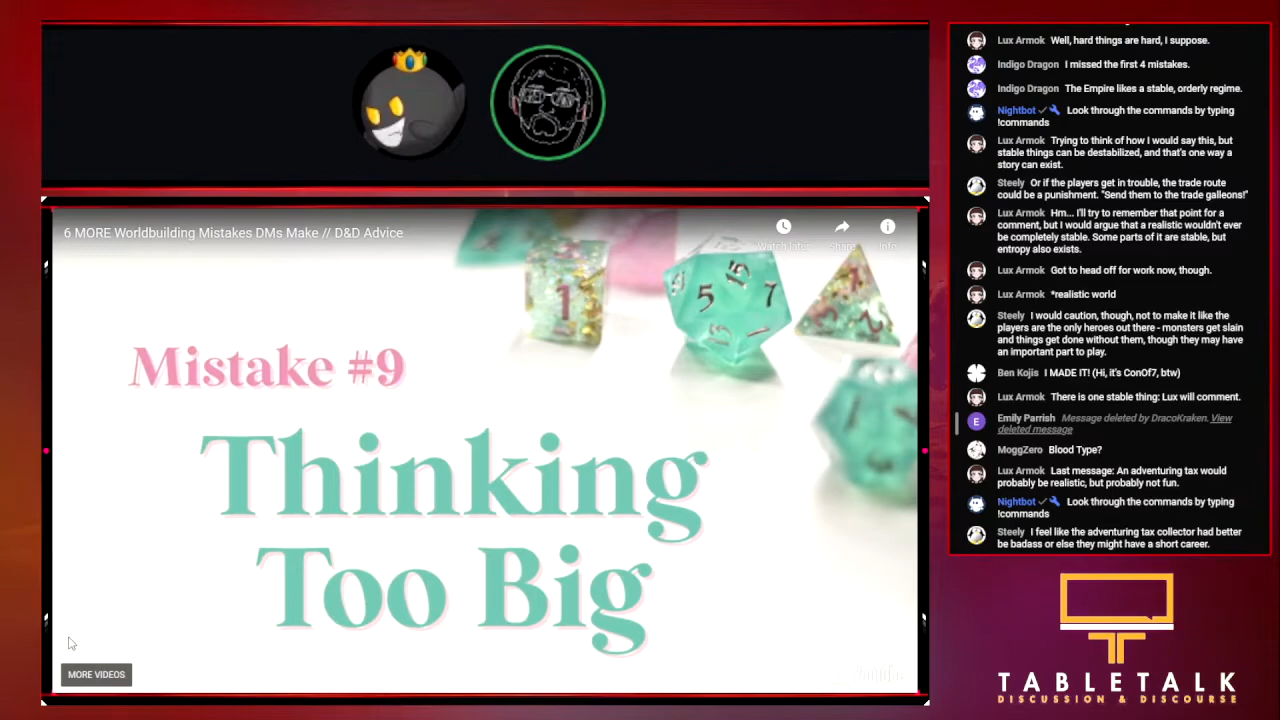 6 MORE Worldbuilding Mistakes DMs Make // D&D Advice
Watch later
Share
Info
Mistake #9
Thinking
Too Big
MORE VIDEOS
Lux Armok Well, hard things are hard, I suppose.
Indigo Dragon I missed the first 4 mistakes.
Indigo Dragon The Empire likes a stable, orderly regime.
Nightbot Look through the commands by typing
!commands
Lux Armok Trying to think of how I would say this, but
stable things can be destabilized, and that's one way a
story can exist.
Steely Or if the players get in trouble, the trade route
could be a punishment. "Send them to the trade galleons!"
Lux Armok Hm... I'll try to remember that point for a
comment, but I would argue that a realistic wouldn't ever
be completely stable. Some parts of it are stable, but
entropy also exists.
Lux Armok Got to head off for work now, though.
Lux Armok *realistic world
Steely I would caution, though, not to make it like the
players are the only heroes out there - monsters get slain
and things get done without them, though they may have
an important part to play.
Ben Kojis I MADE IT! (Hi, it's ConOf7, btw)
Lux Armok There is one stable thing: Lux will comment.
E
Emily Parrish Message deleted by DracoKraken. View
deleted message
MoggZero Blood Type?
Lux Armok Last message: An adventuring tax would
probably be realistic, but probably not fun.
Nightbot Look through the commands by typing
!commands
Steely I feel like the adventuring tax collector had better
be badass or else they might have a short career.
TABLETALK
DISCUSSION & DISCOURSE
1
5
19
7
1